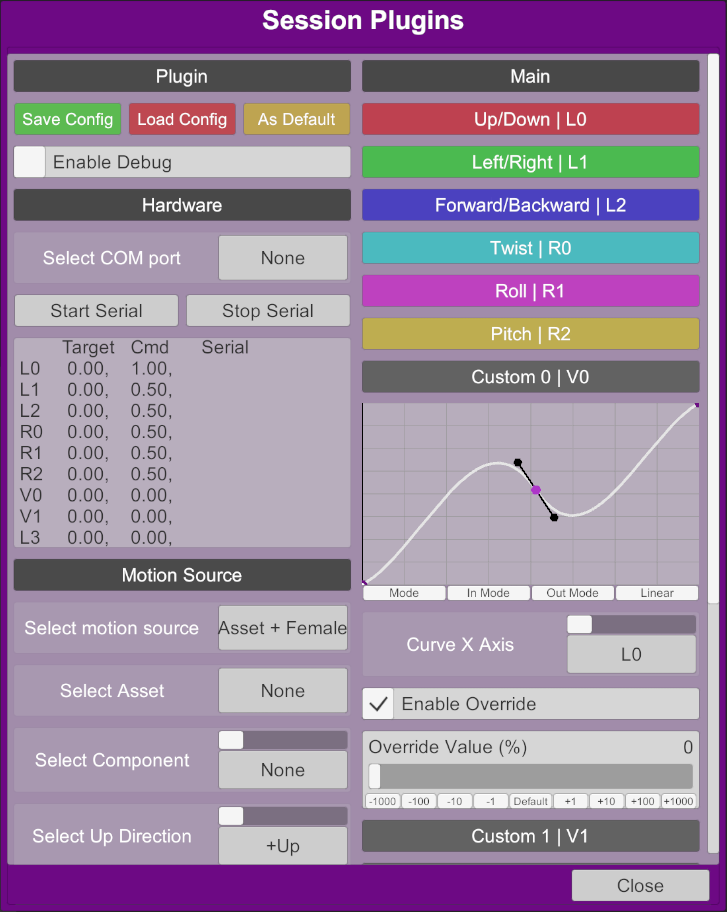 Session Plugins
Plugin
Save Config Load Config As Default
Enable Debug
Hardware
Select COM port None
Start Serial Stop Serial
Target Cmd Serial
L0 0.00, 1.00,
L1 0.00, 0.50,
L2 0.00, 0.50,
R0 0.00, 0.50,
R1 0.00, 0.50,
R2 0.00, 0.50,
V0 0.00, 0.00,
V1 0.00, 0.00,
L3 0.00, 0.00,
Motion Source
Select motion source Asset + Female
Select Asset None
Select Component None
Select Up Direction +Up
Main
Up/Down | L0
Left/Right | L1
Forward/Backward | L2
Twist | R0
Roll | R1
Pitch | R2
Custom 0 | V0
Mode In Mode Out Mode Linear
Curve X Axis L0
Enable Override
Override Value (%) 0
-1000 -100 -10 -1 Default +1 +10 +100 +1000
Custom 1 | V1
Close